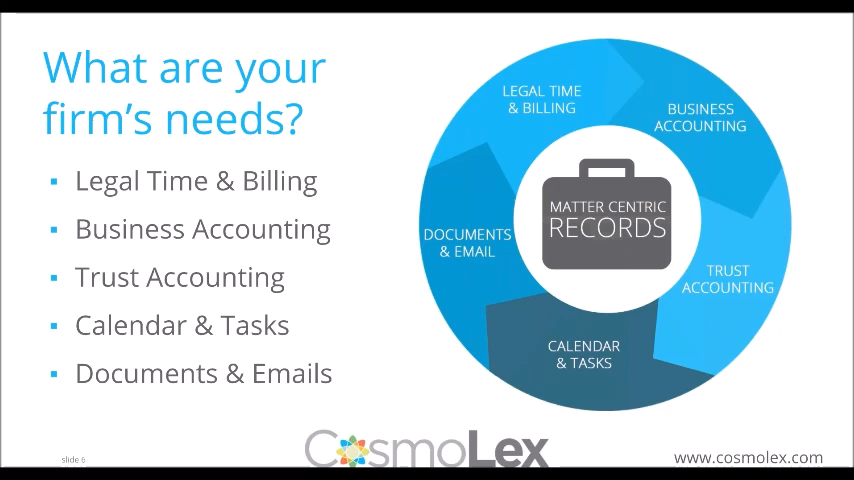 What are your
firm's needs?
▪ Legal Time & Billing
▪ Business Accounting
▪ Trust Accounting
▪ Calendar & Tasks
▪ Documents & Emails
LEGAL TIME
& BILLING
BUSINESS
ACCOUNTING
TRUST
ACCOUNTING
CALENDAR
& TASKS
DOCUMENTS
& EMAIL
MATTER CENTRIC
RECORDS
slide 6
CosmoLex
www.cosmolex.com